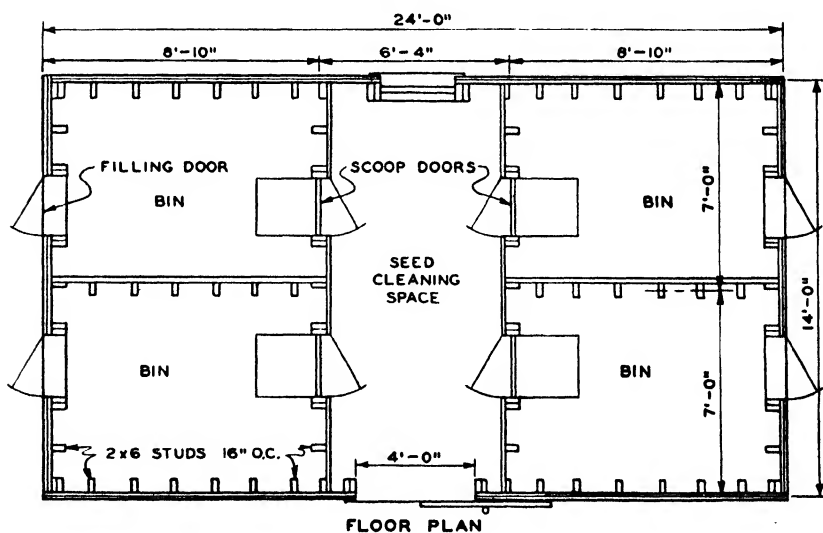 24'-0"
8'-10" 6'-4" 8'-10"
FILLING DOOR
SCOOP DOORS
BIN
BIN
7'-0"
SEED
CLEANING
SPACE
14'-0"
BIN
BIN
7'-0"
2x6 STUDS 16" O.C.
4'-0"
FLOOR PLAN